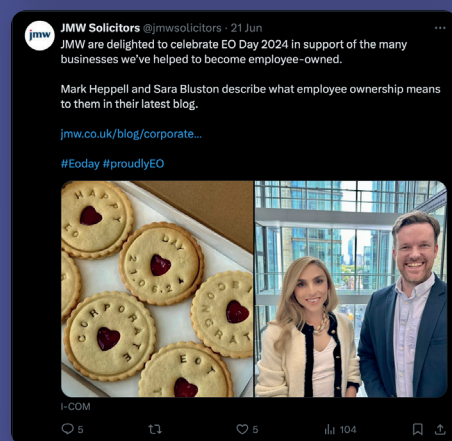 jmw
JMW Solicitors @jmwsolicitors · 21 Jun
JMW are delighted to celebrate EO Day 2024 in support of the many
businesses we've helped to become employee-owned.
Mark Heppell and Sara Bluston describe what employee ownership means
to them in their latest blog.
jmw.co.uk/blog/corporate...
#Eoday #proudlyEO
HAPPY
EO
DAY
21.06.24
CORPORATE
EOT
I-COM
5
5
104